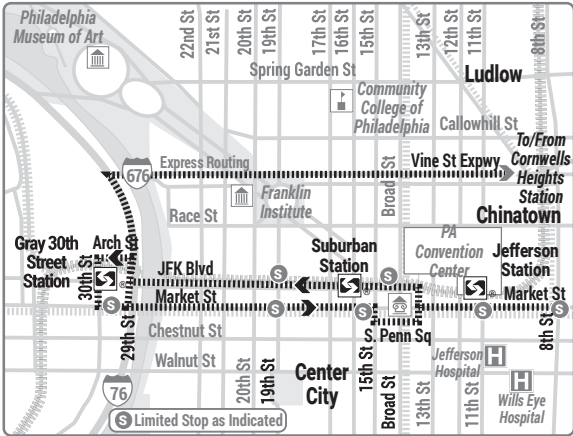 Philadelphia
Museum of Art
22nd St
21st St
20th St
19th St
17th St
16th St
15th St
13th St
12th St
11th St
8th St
Spring Garden St
Ludlow
Community
College of
Philadelphia
Callowhill St
To/From
Cornwells
Heights
Station
676
Express Routing
Vine St Expwy
Broad St
Franklin
Institute
Race St
Chinatown
PA
Convention
Center
Gray 30th
Street
Station
Arch St
30th St
Suburban
Station
Jefferson
Station
JFK Blvd
S
S
Market St
Market St
S
S
S
S
S
29th St
Chestnut St
S. Penn Sq
Walnut St
15th St
Broad St
8th St
Jefferson
Hospital
H
20th St
19th St
Center
City
13th St
11th St
H
Wills Eye
Hospital
76
S Limited Stop as Indicated